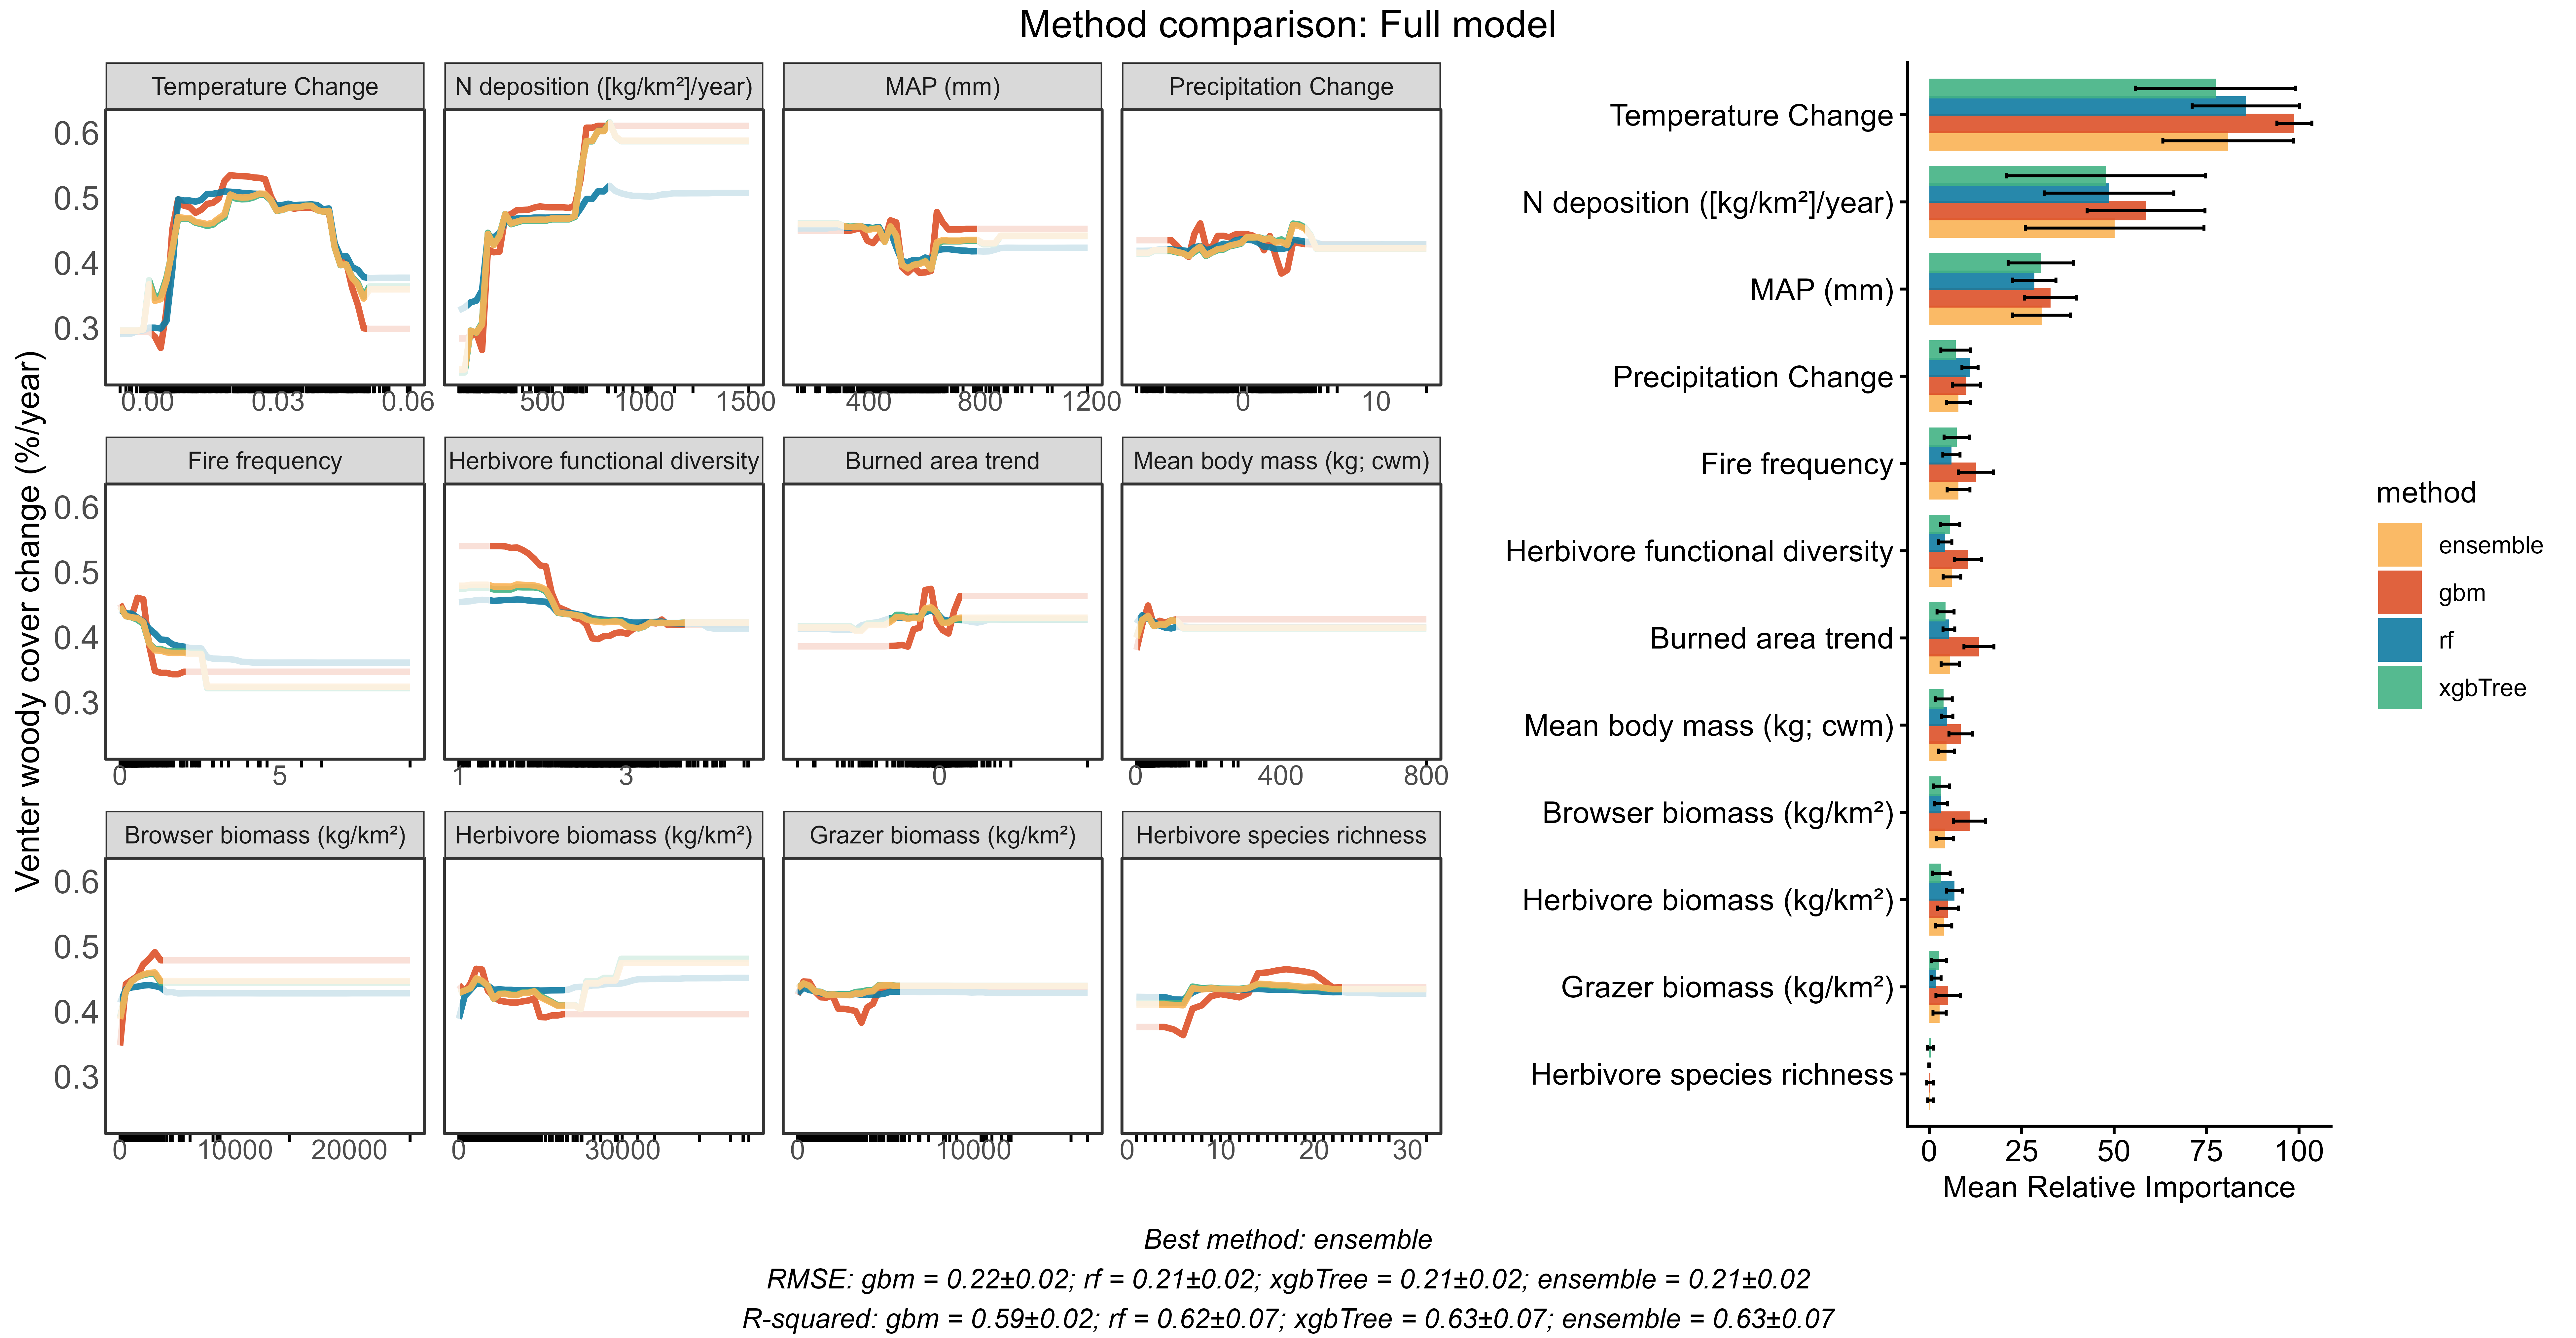 Method comparison: Full model
Venter woody cover change (%/year)
Temperature Change
N deposition ([kg/km²]/year)
MAP (mm)
Precipitation Change
0.6
0.5
0.4
0.3
0.00 0.03 0.06
500 1000 1500
400 800 1200
0 10
Fire frequency
Herbivore functional diversity
Burned area trend
Mean body mass (kg; cwm)
0.6
0.5
0.4
0.3
0 5
1 3
0
0 400 800
Browser biomass (kg/km²)
Herbivore biomass (kg/km²)
Grazer biomass (kg/km²)
Herbivore species richness
0.6
0.5
0.4
0.3
0 10000 20000
0 30000
0 10000
0 10 20 30
Temperature Change
N deposition ([kg/km²]/year)
MAP (mm)
Precipitation Change
Fire frequency
Herbivore functional diversity
Burned area trend
Mean body mass (kg; cwm)
Browser biomass (kg/km²)
Herbivore biomass (kg/km²)
Grazer biomass (kg/km²)
Herbivore species richness
0 25 50 75 100
Mean Relative Importance
method
ensemble
gbm
rf
xgbTree
Best method: ensemble
RMSE: gbm = 0.22±0.02; rf = 0.21±0.02; xgbTree = 0.21±0.02; ensemble = 0.21±0.02
R-squared: gbm = 0.59±0.02; rf = 0.62±0.07; xgbTree = 0.63±0.07; ensemble = 0.63±0.07